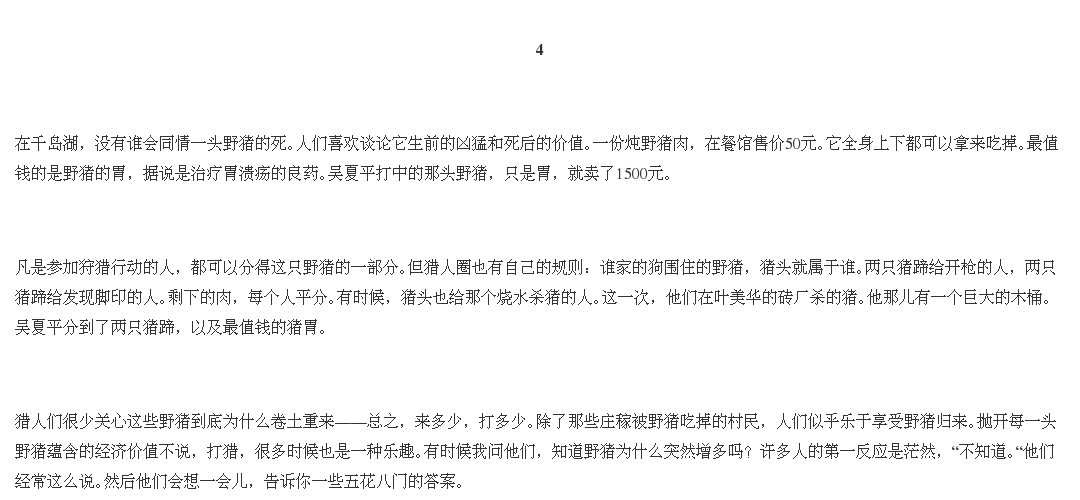 4
在千岛湖，没有谁会同情一头野猪的死。人们喜欢谈论它生前的凶猛和死后的价值。一份炖野猪肉，在餐馆售价50元。它全身上下都可以拿来吃掉。最值
钱的是野猪的胃，据说是治疗胃溃疡的良药。吴夏平打中的那头野猪，只是胃，就卖了1500元。
凡是参加狩猎行动的人，都可以分得这只野猪的一部分。但猎人圈也有自己的规则：谁家的狗围住的野猪，猪头就属于谁。两只猪蹄给开枪的人，两只
猪蹄给发现脚印的人。剩下的肉，每个人平分。有时候，猪头也给那个烧水杀猪的人。这一次，他们在叶美华的砖厂杀的猪。他那儿有一个巨大的木桶。
吴夏平分到了两只猪蹄，以及最值钱的猪胃。
猎人们很少关心这些野猪到底为什么卷土重来——总之，来多少，打多少。除了那些庄稼被野猪吃掉的村民，人们似乎乐于享受野猪归来。抛开每一头
野猪蕴含的经济价值不说，打猎，很多时候也是一种乐趣。有时候我问他们，知道野猪为什么突然增多吗？许多人的第一反应是茫然，“不知道。“他们
经常这么说。然后他们会想一会儿，告诉你一些五花八门的答案。